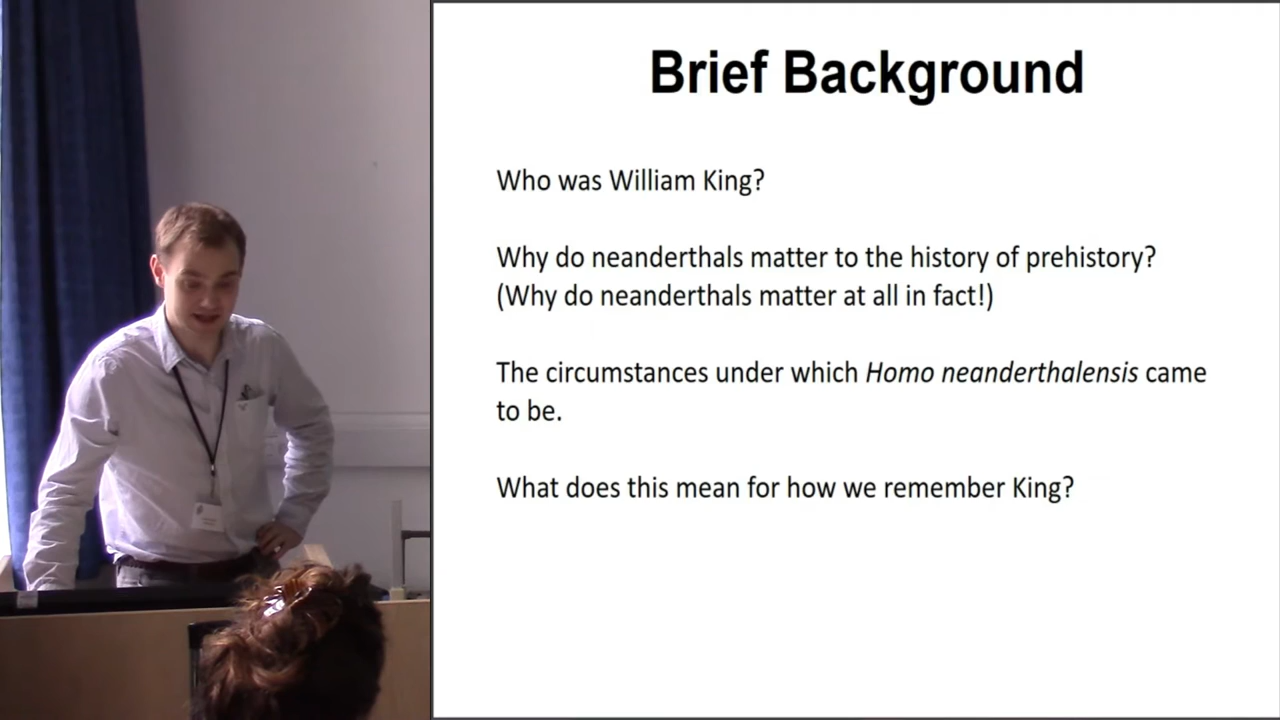 Brief Background
Who was William King?
Why do neanderthals matter to the history of prehistory?
(Why do neanderthals matter at all in fact!)
The circumstances under which Homo neanderthalensis came
to be.
What does this mean for how we remember King?